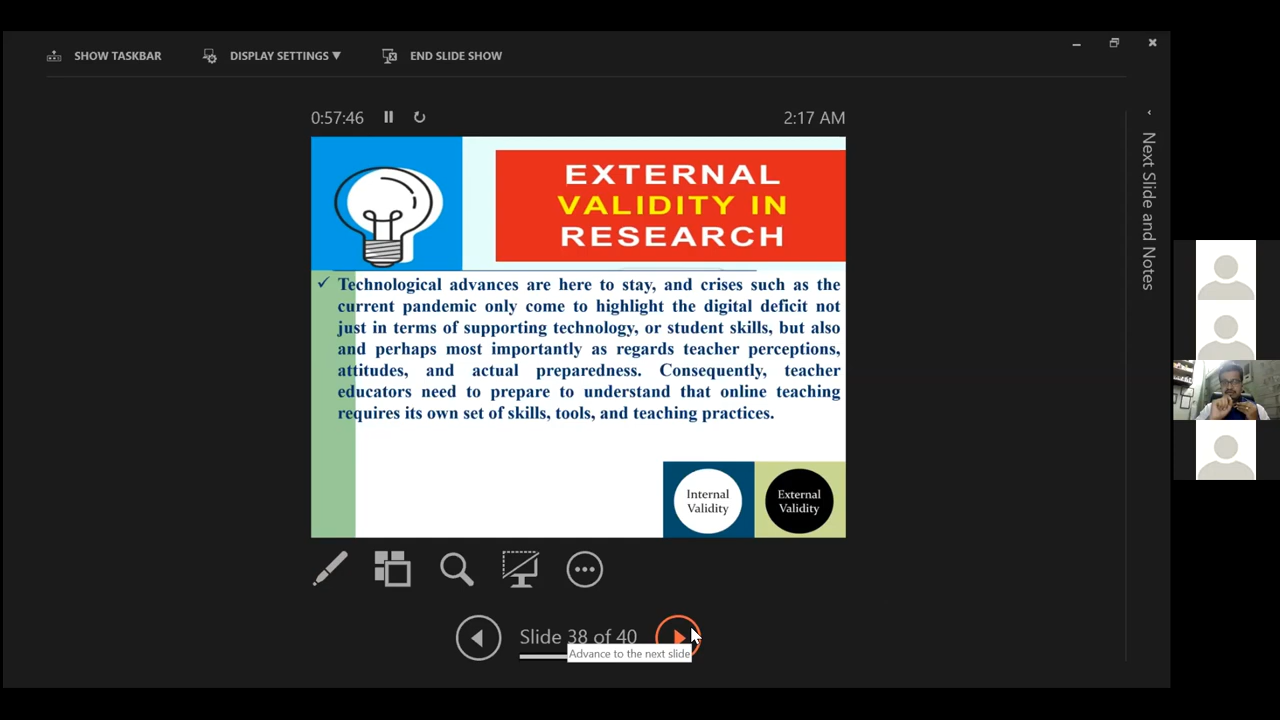 SHOW TASKBAR
DISPLAY SETTINGS ▼
END SLIDE SHOW
0:57:46
2:17 AM
EXTERNAL
VALIDITY IN
RESEARCH
✓ Technological advances are here to stay, and crises such as the
current pandemic only come to highlight the digital deficit not
just in terms of supporting technology, or student skills, but also
and perhaps most importantly as regards teacher perceptions,
attitudes, and actual preparedness. Consequently, teacher
educators need to prepare to understand that online teaching
requires its own set of skills, tools, and teaching practices.
Internal
Validity
External
Validity
Slide 38 of 40
Advance to the next slide
Next Slide and Notes